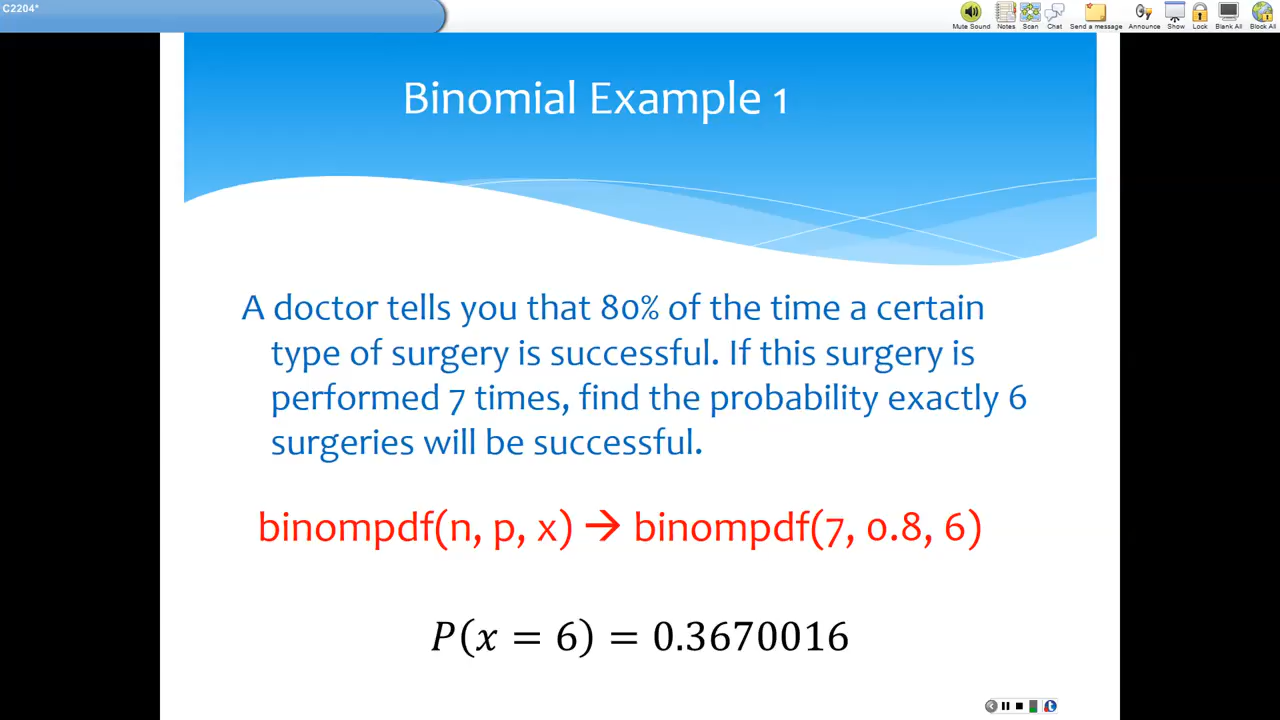 C2204*
Mute Sound Notes Scan Chat Send a message Announce Show Lock Blank All Block All
Binomial Example 1
A doctor tells you that 80% of the time a certain
type of surgery is successful. If this surgery is
performed 7 times, find the probability exactly 6
surgeries will be successful.
binompdf(n, p, x) → binompdf(7, 0.8, 6)
P(x = 6) = 0.3670016